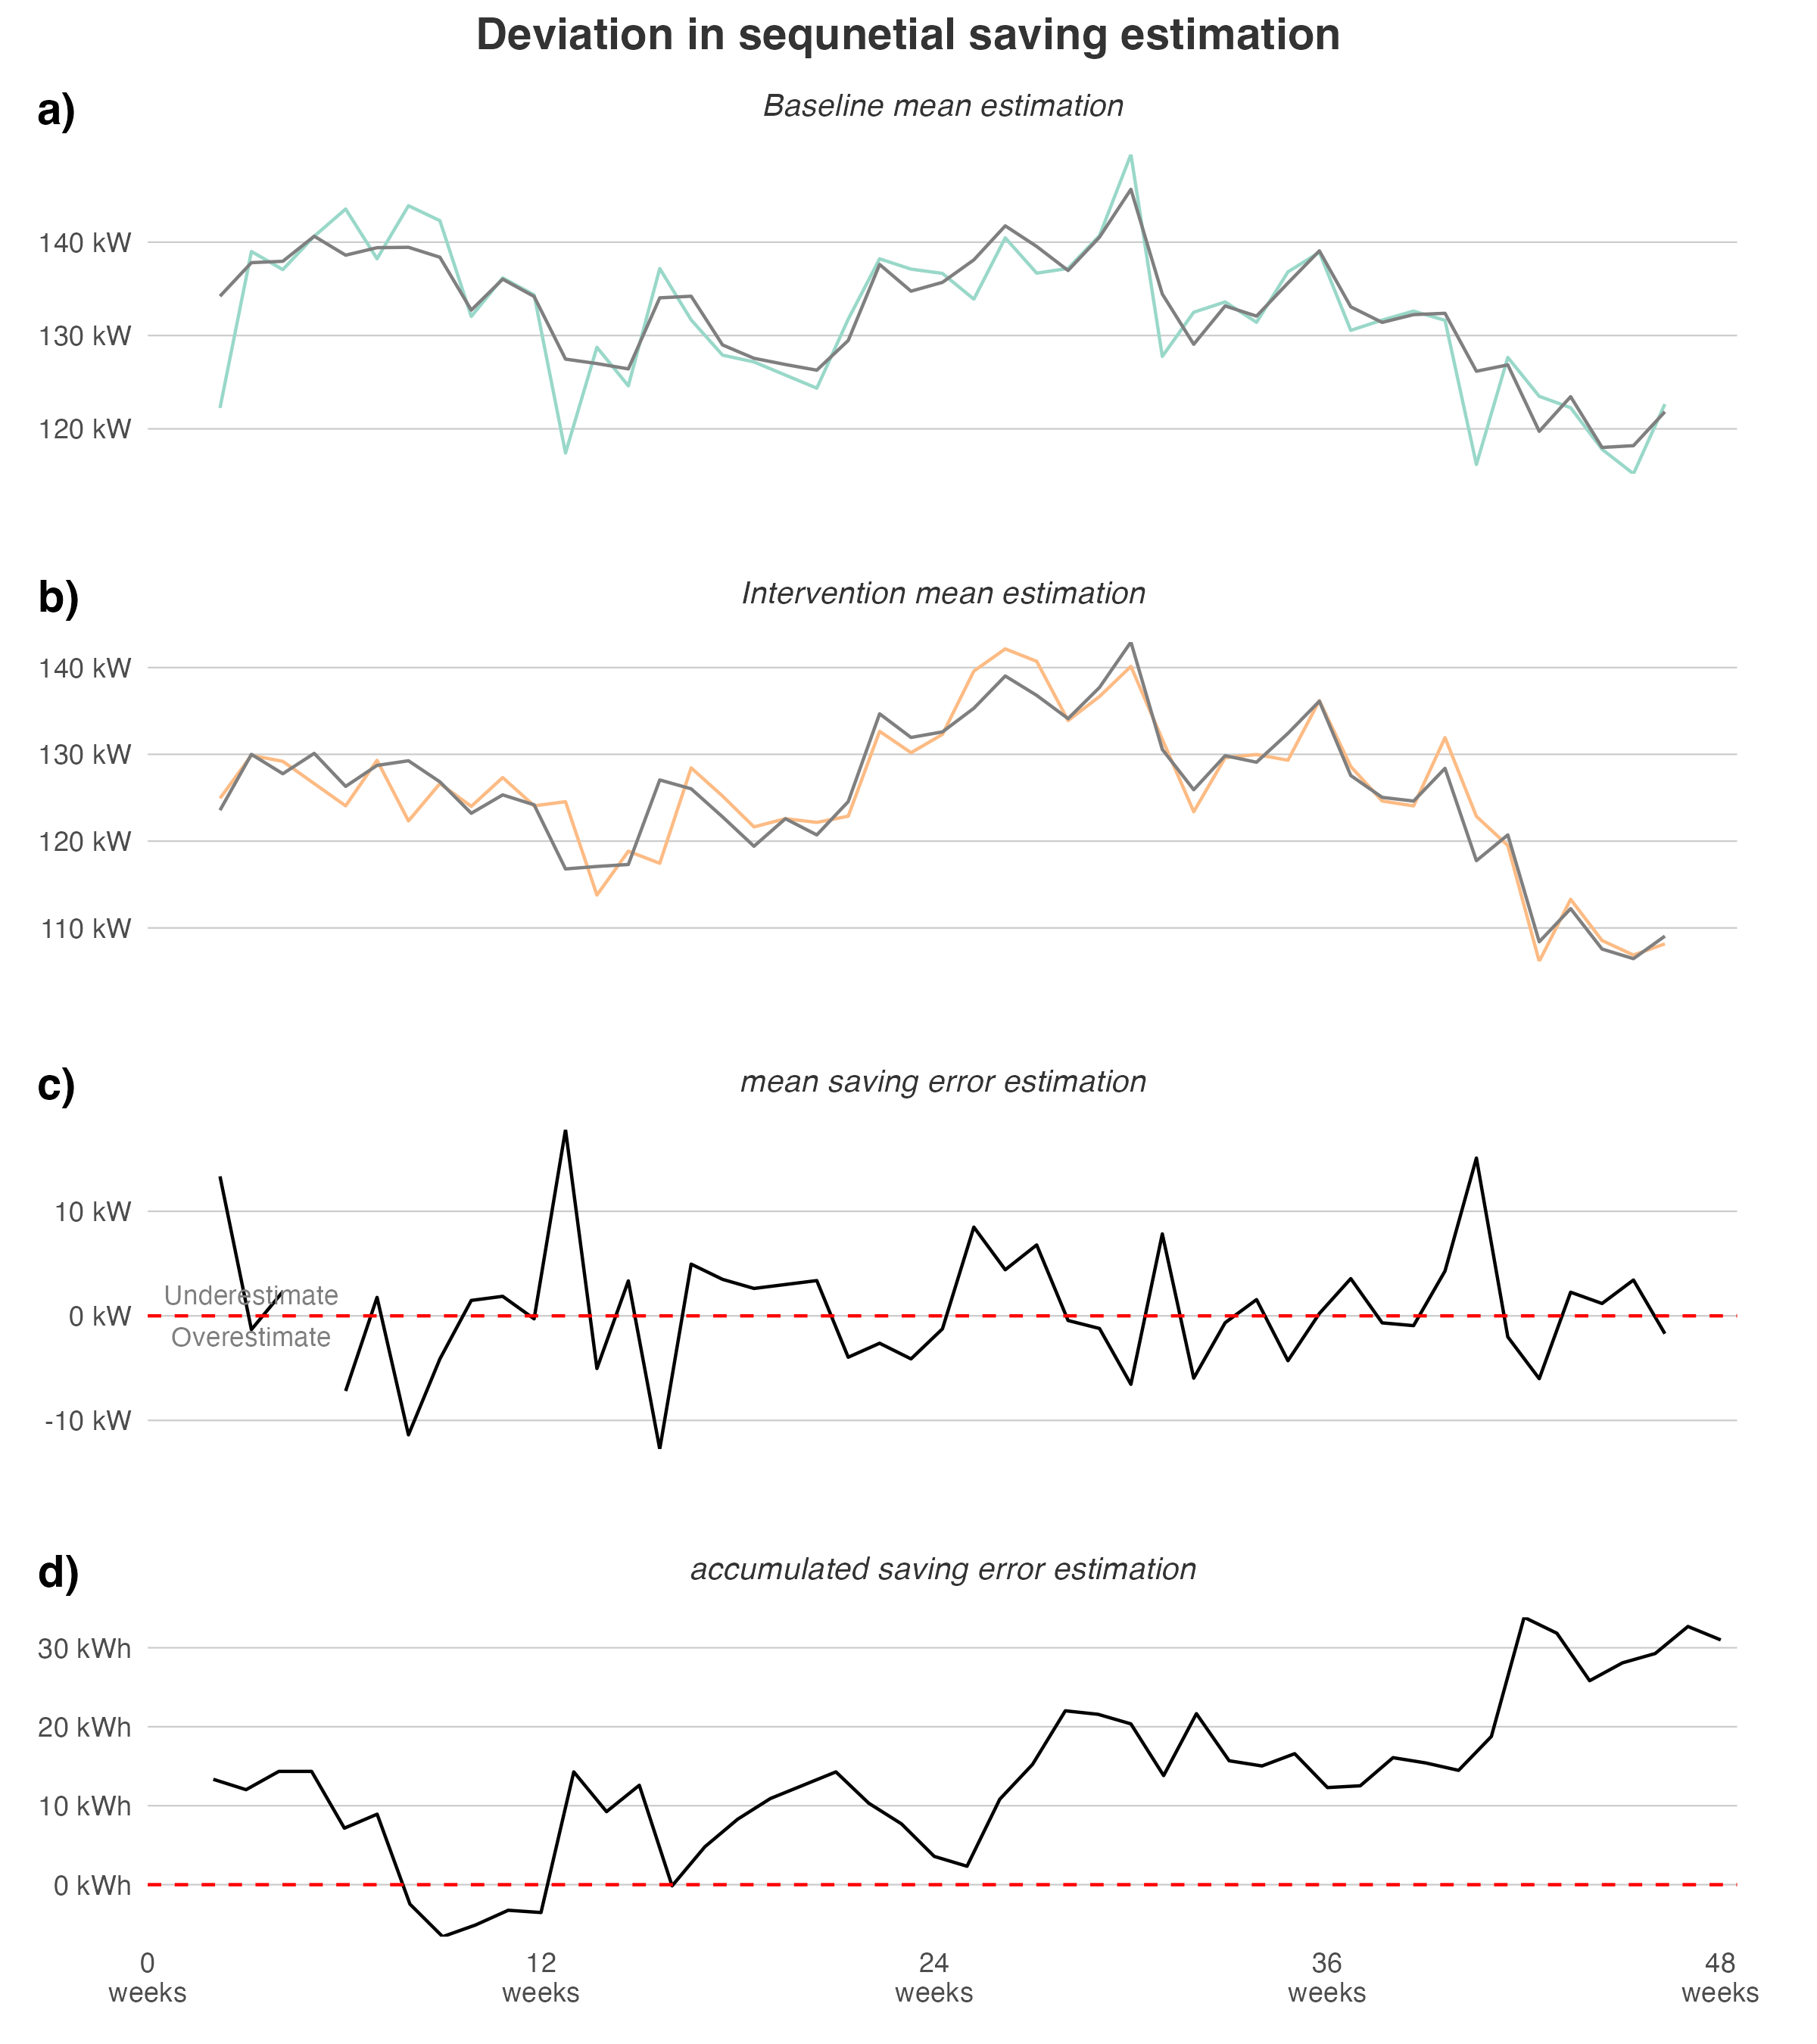 Deviation in sequnetial saving estimation
a)
Baseline mean estimation
140 kW
130 kW
120 kW
b)
Intervention mean estimation
140 kW
130 kW
120 kW
110 kW
c)
mean saving error estimation
10 kW
Underestimate
0 kW
Overestimate
-10 kW
d)
accumulated saving error estimation
30 kWh
20 kWh
10 kWh
0 kWh
0 12 24 36 48
weeks weeks weeks weeks weeks